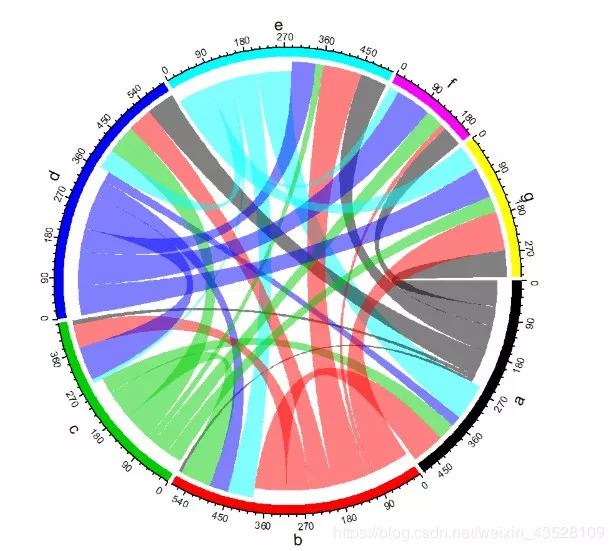 e
0 90 180 270 360 450
f
0 90 180
g
0 90 180 270
a
0 90 180 270 360 450
b
0 90 180 270 360 450 540
c
0 90 180 270 360
d
0 90 180 270 360 450 540
https://blog.csdn.net/weixin_43528109